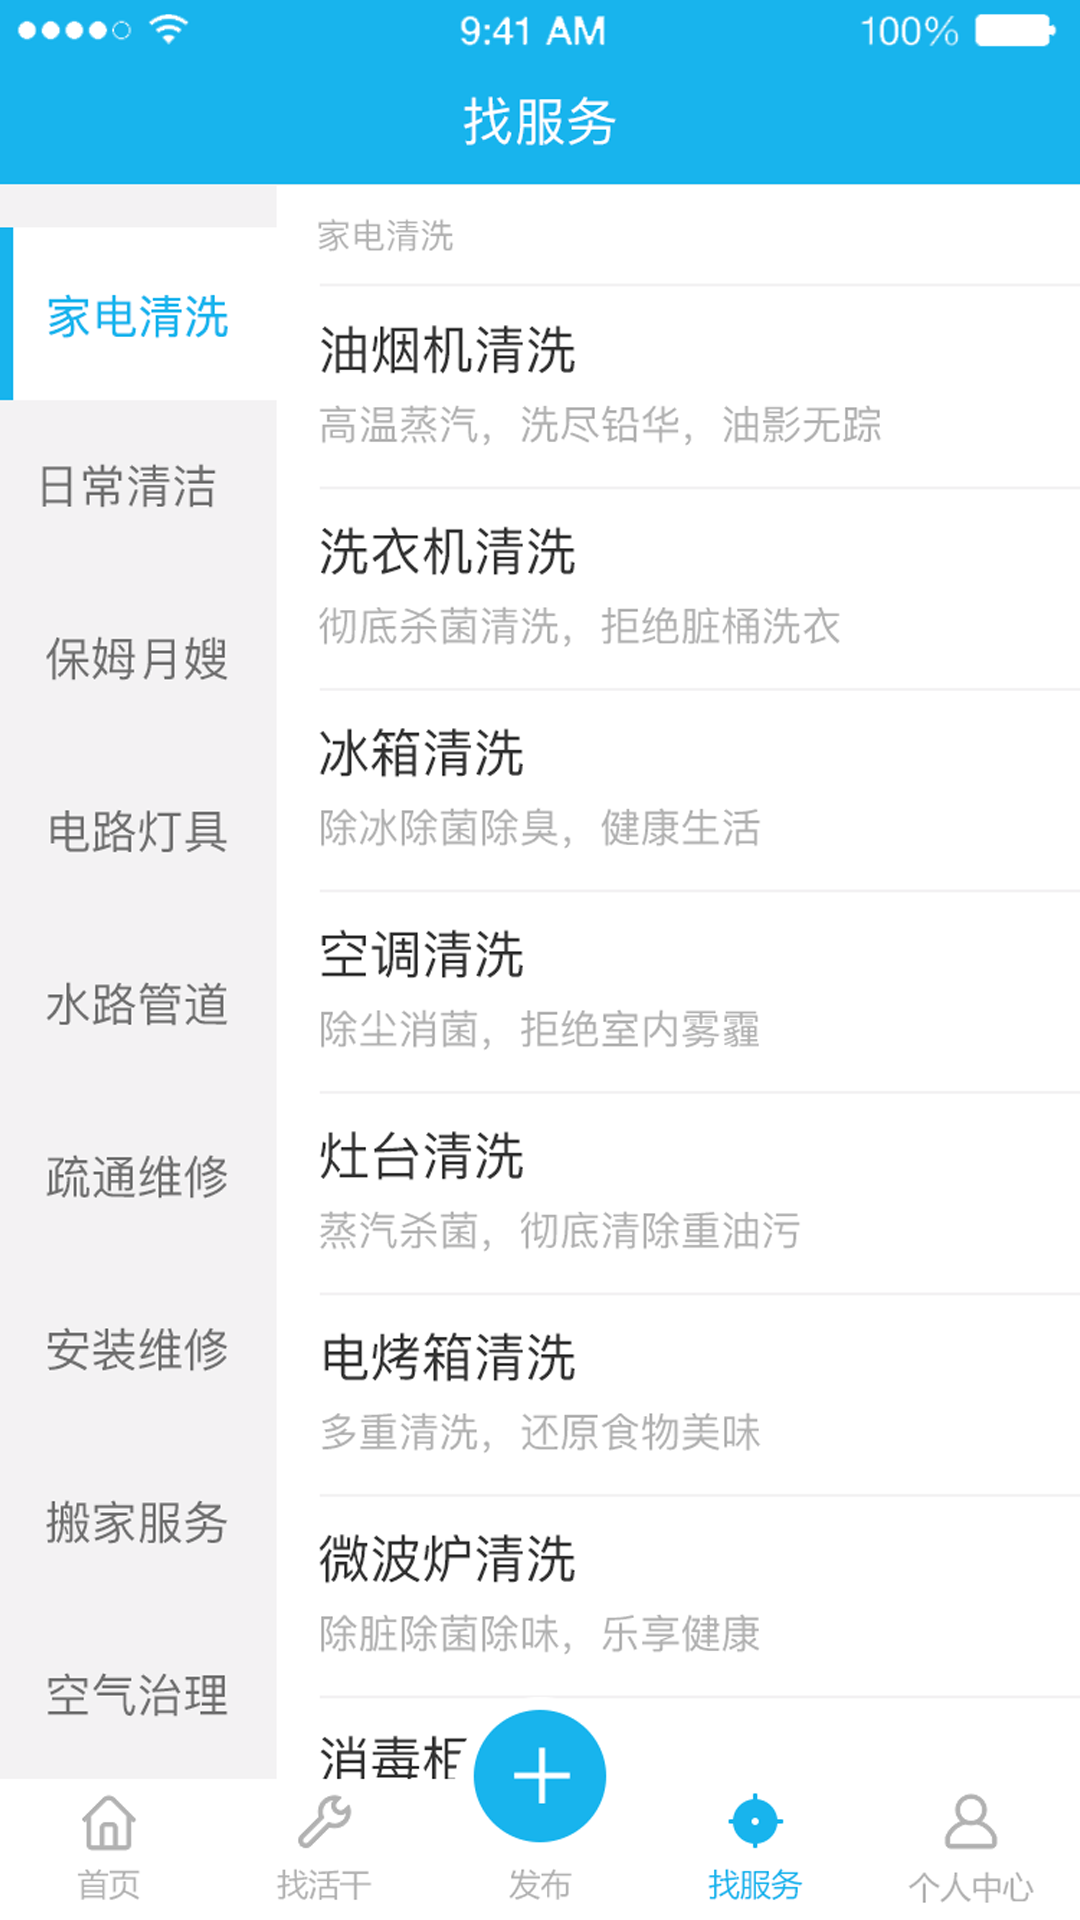 9:41 AM
100%
找服务
家电清洗
日常清洁
保姆月嫂
电路灯具
水路管道
疏通维修
安装维修
搬家服务
空气治理
家电清洗
油烟机清洗
高温蒸汽，洗尽铅华，油影无踪
洗衣机清洗
彻底杀菌清洗，拒绝脏桶洗衣
冰箱清洗
除冰除菌除臭，健康生活
空调清洗
除尘消菌，拒绝室内雾霾
灶台清洗
蒸汽杀菌，彻底清除重油污
电烤箱清洗
多重清洗，还原食物美味
微波炉清洗
除脏除菌除味，乐享健康
消毒柜
首页
找活干
发布
找服务
个人中心